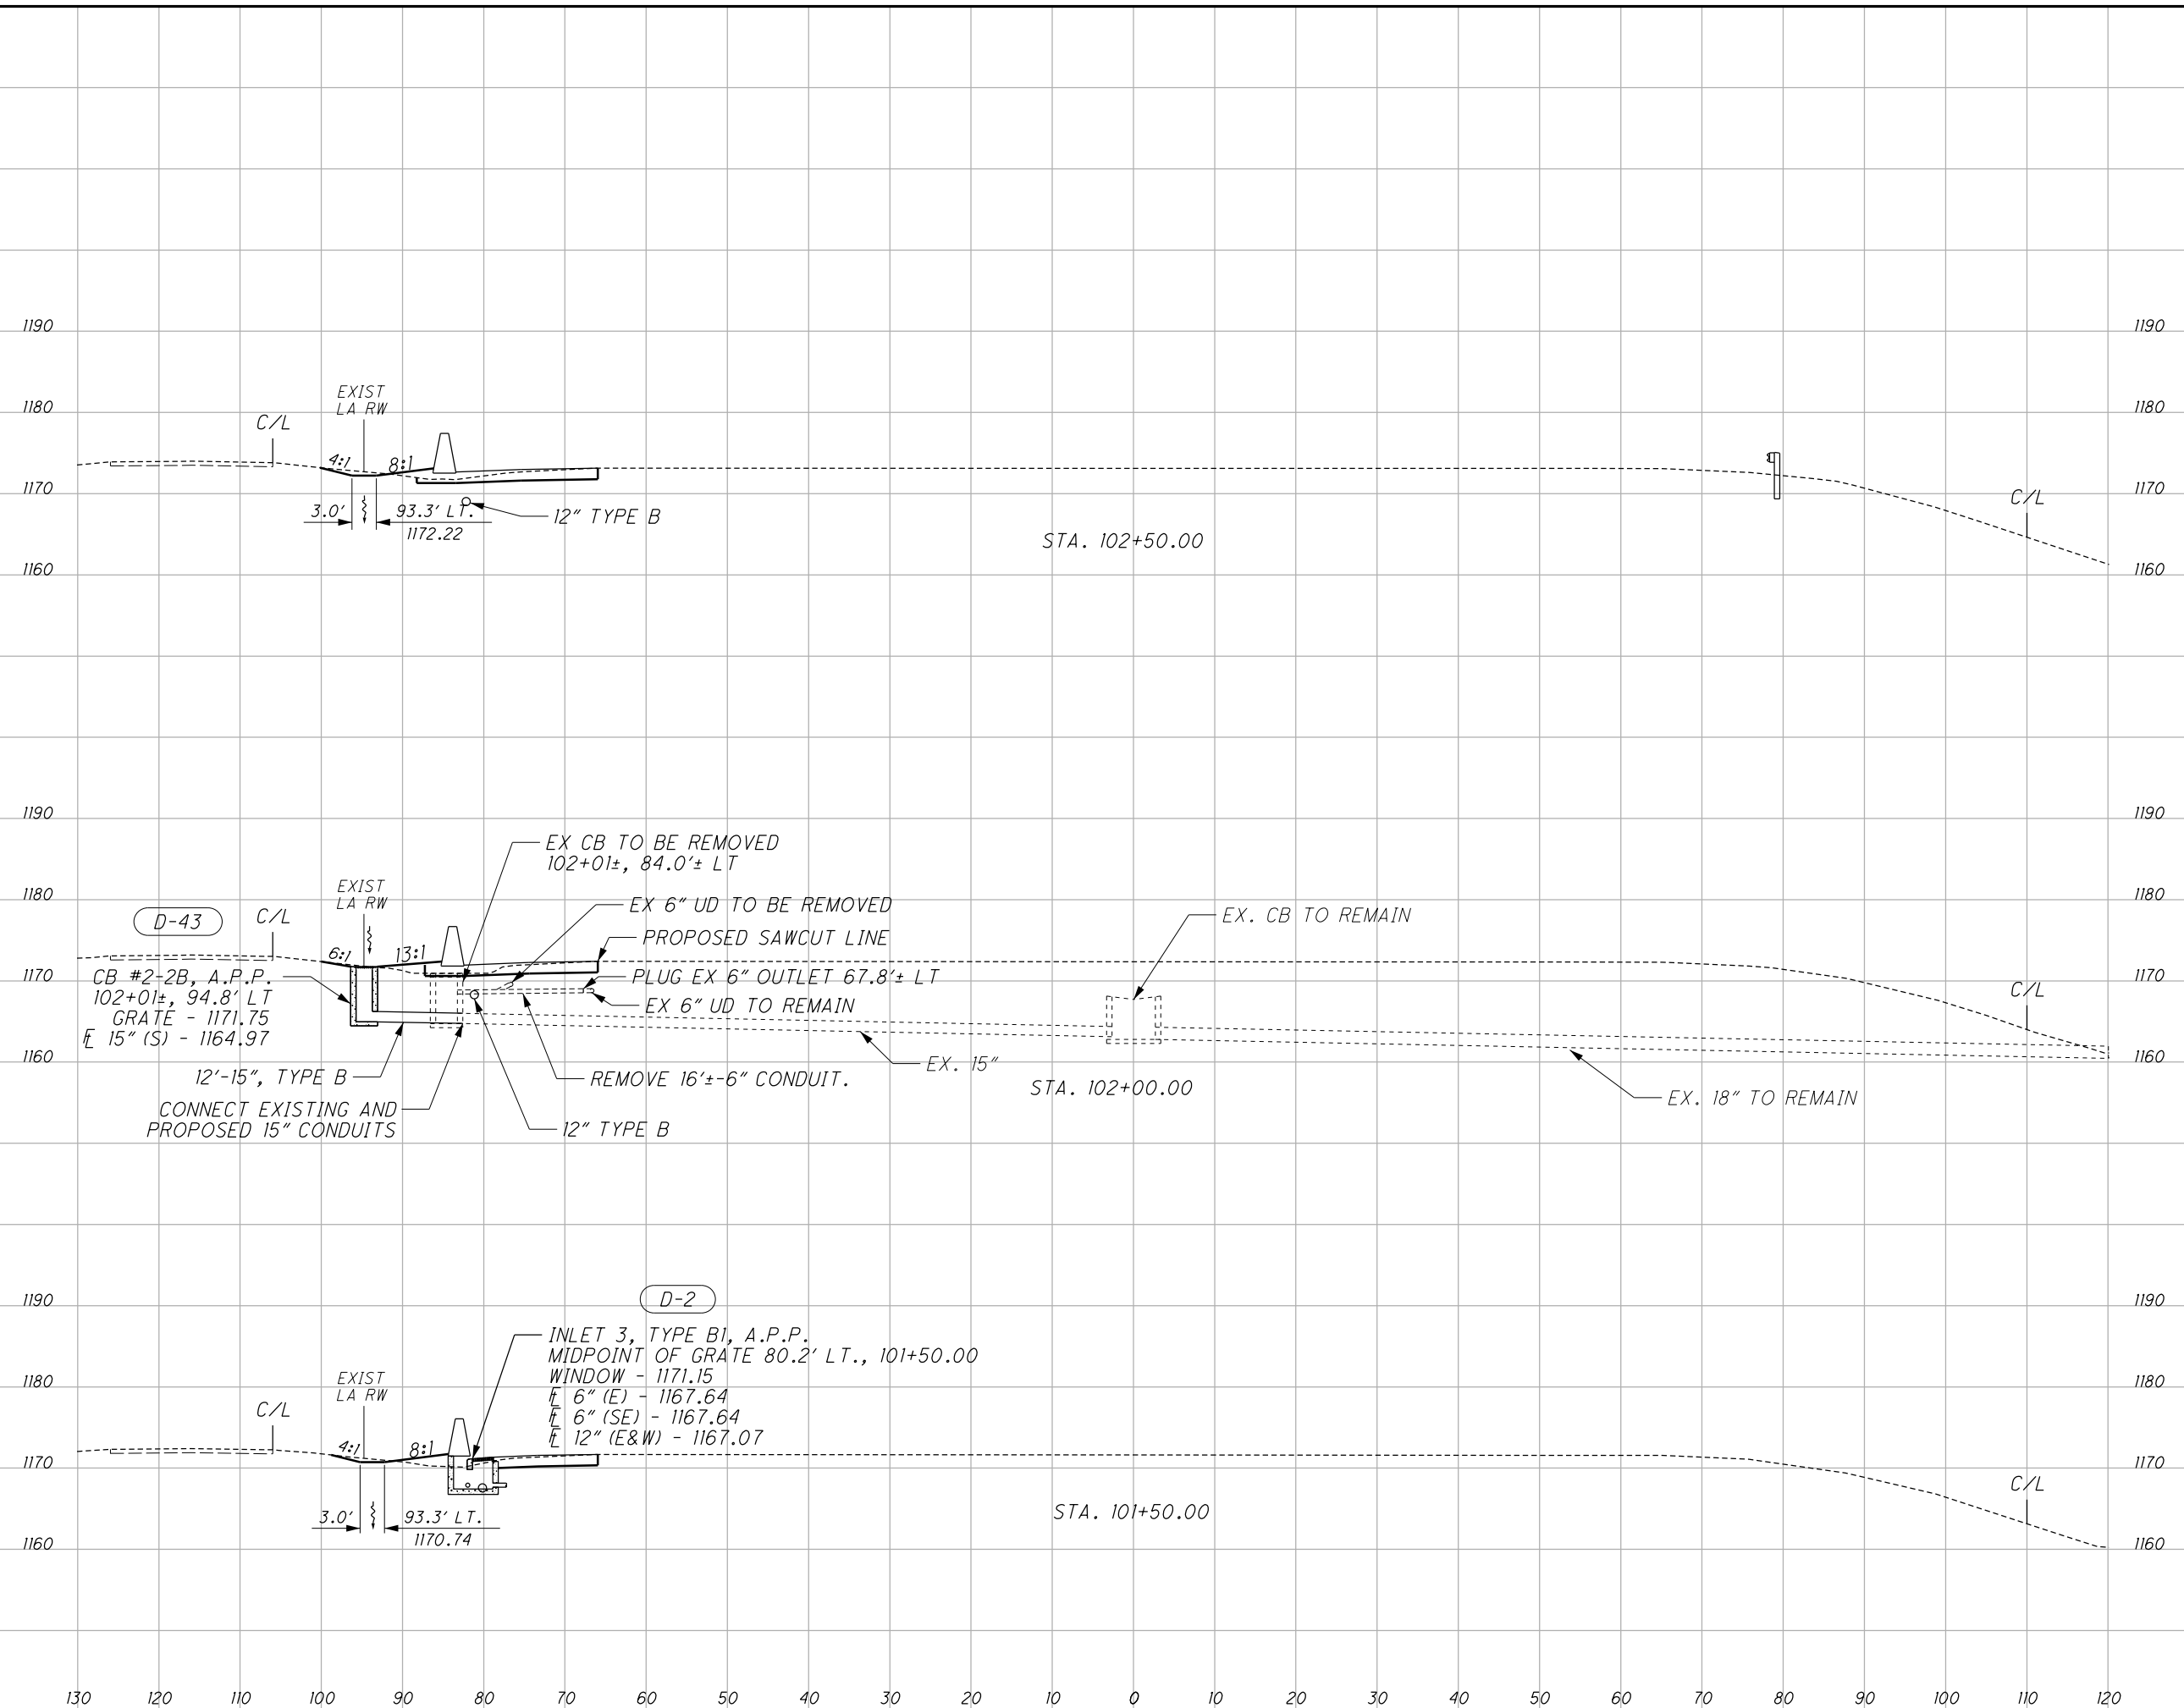 1190
1190
EXIST
LA RW
1180
1180
C/L
4:1
8:1
1170
1170
C/L
3.0'
93.3' LT.
1172.22
12" TYPE B
STA. 102+50.00
1160
1160
1190
1190
EX CB TO BE REMOVED
102+01±, 84.0'± LT
EXIST
LA RW
1180
1180
D-43
C/L
EX 6" UD TO BE REMOVED
EX. CB TO REMAIN
PROPOSED SAWCUT LINE
6:1
13:1
1170
1170
CB #2-2B, A.P.P.
102+01±, 94.8' LT
GRATE - 1171.75
℄ 15" (S) - 1164.97
PLUG EX 6" OUTLET 67.8'± LT
EX 6" UD TO REMAIN
C/L
1160
1160
12'-15", TYPE B
REMOVE 16'±-6" CONDUIT.
EX. 15"
STA. 102+00.00
EX. 18" TO REMAIN
CONNECT EXISTING AND
PROPOSED 15" CONDUITS
12" TYPE B
1190
1190
D-2
INLET 3, TYPE B1, A.P.P.
MIDPOINT OF GRATE 80.2' LT., 101+50.00
WINDOW - 1171.15
℄ 6" (E) - 1167.64
℄ 6" (SE) - 1167.64
℄ 12" (E&W) - 1167.07
EXIST
LA RW
1180
1180
C/L
4:1
8:1
1170
1170
C/L
3.0'
93.3' LT.
1170.74
STA. 101+50.00
1160
1160
130 120 110 100 90 80 70 60 50 40 30 20 10 0 10 20 30 40 50 60 70 80 90 100 110 120